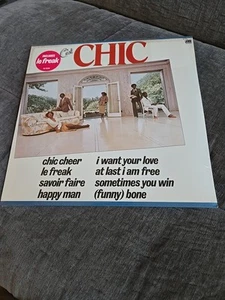 le freak
C'est
CHIC
chic cheer
le freak
savoir faire
happy man
i want your love
at last i am free
sometimes you win
(funny) bone